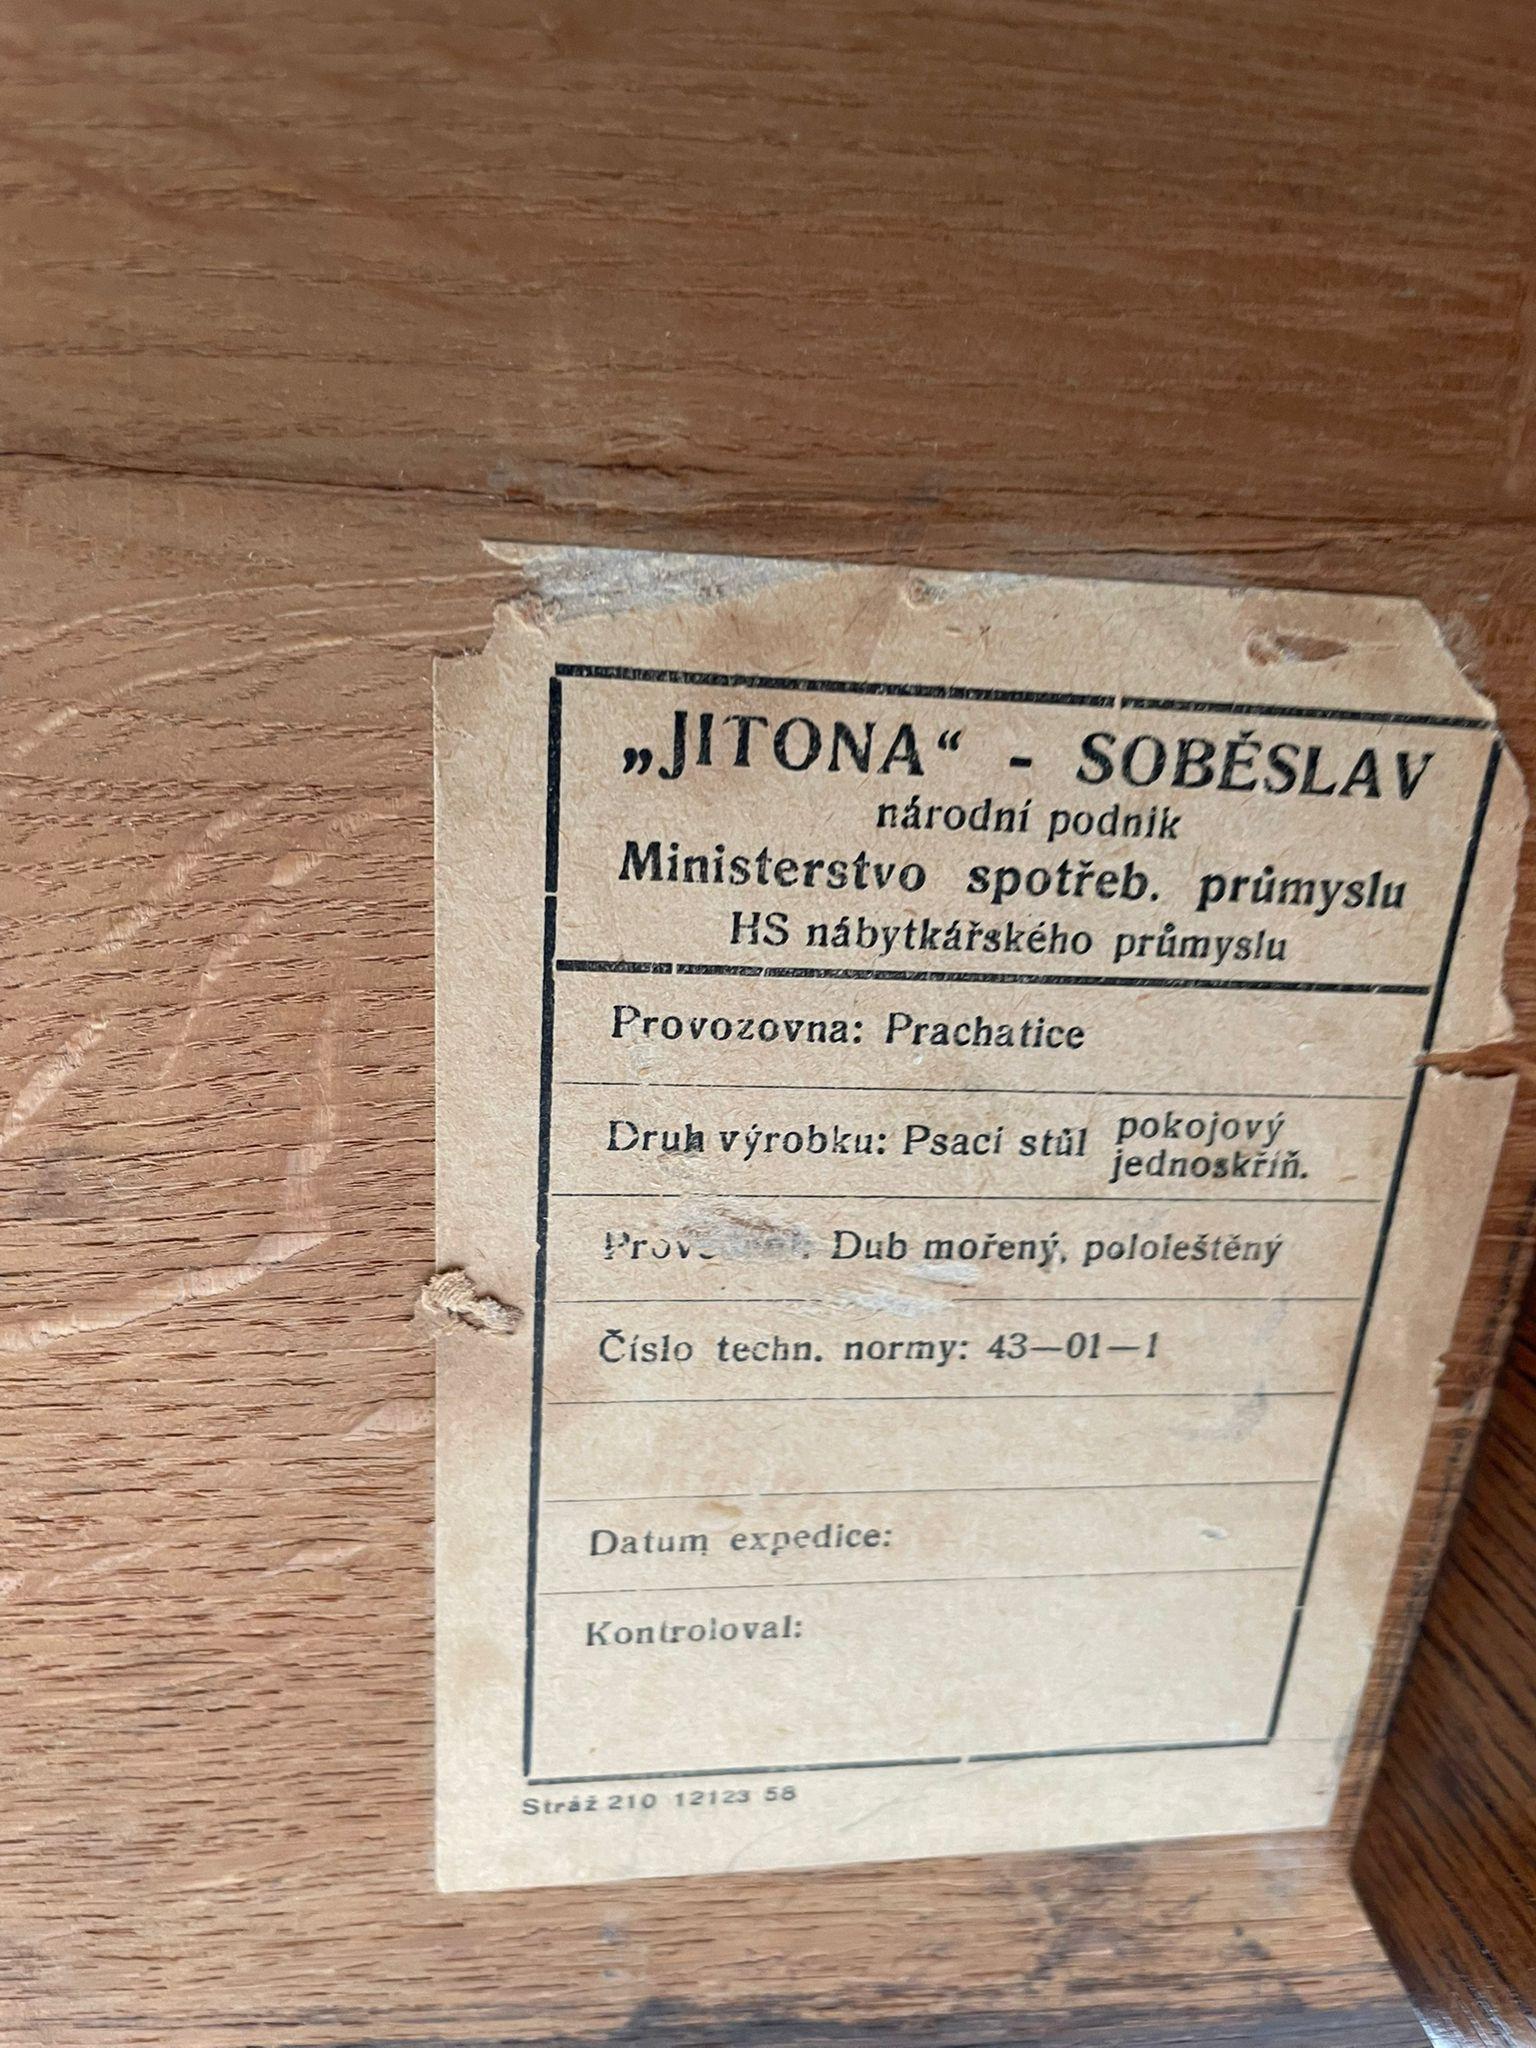 „JITONA“ - SOBĚSLAV
národní podnik
Ministerstvo spotřeb. průmyslu
HS nábytkářského průmyslu
Provozovna: Prachatice
Druh výrobku: Psací stůl pokojový
jednoskříň.
Dub mořený, pololeštěný
Číslo techn. normy: 43—01—1
Datum expedice:
Kontroloval:
Stráž 210 12123 58